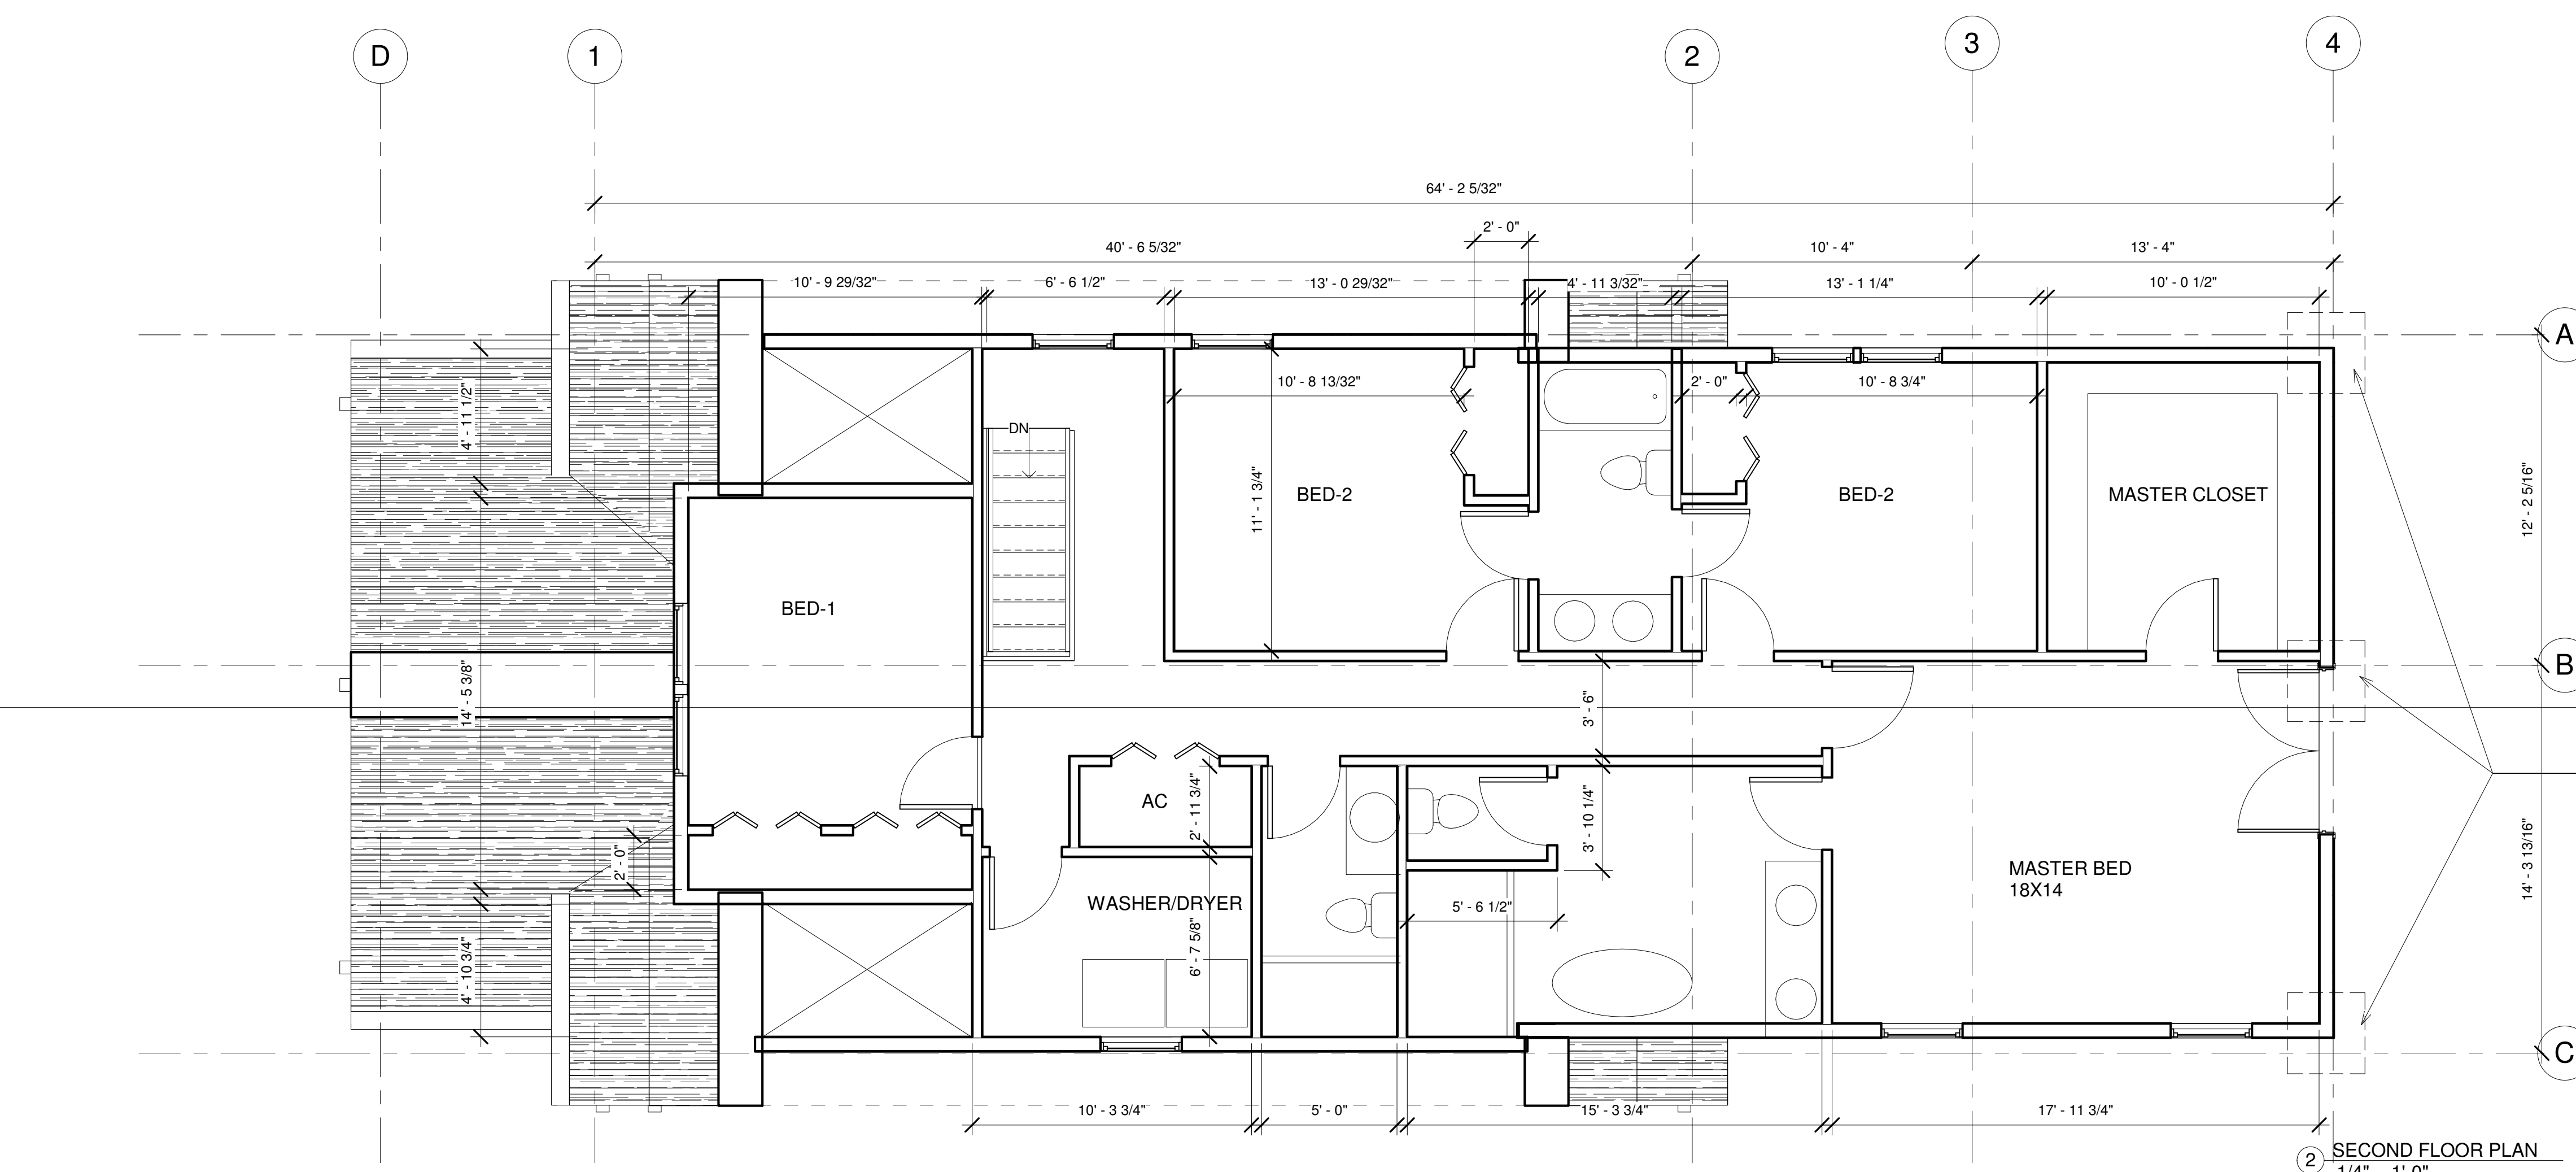 D
1
2
3
4
64' - 2 5/32"
2' - 0"
40' - 6 5/32"
10' - 4"
13' - 4"
10' - 9 29/32"
6' - 6 1/2"
13' - 0 29/32"
4' - 11 3/32"
13' - 1 1/4"
10' - 0 1/2"
A
10' - 8 13/32"
2' - 0"
10' - 8 3/4"
4' - 11 1/2"
DN
11' - 1 3/4"
BED-2
BED-2
MASTER CLOSET
12' - 2 5/16"
BED-1
B
14' - 5 3/8"
3' - 6"
AC
2' - 11 3/4"
3' - 10 1/4"
2' - 0"
MASTER BED
18X14
14' - 3 13/16"
WASHER/DRYER
5' - 6 1/2"
6' - 7 5/8"
4' - 10 3/4"
C
10' - 3 3/4"
5' - 0"
15' - 3 3/4"
17' - 11 3/4"
2
SECOND FLOOR PLAN